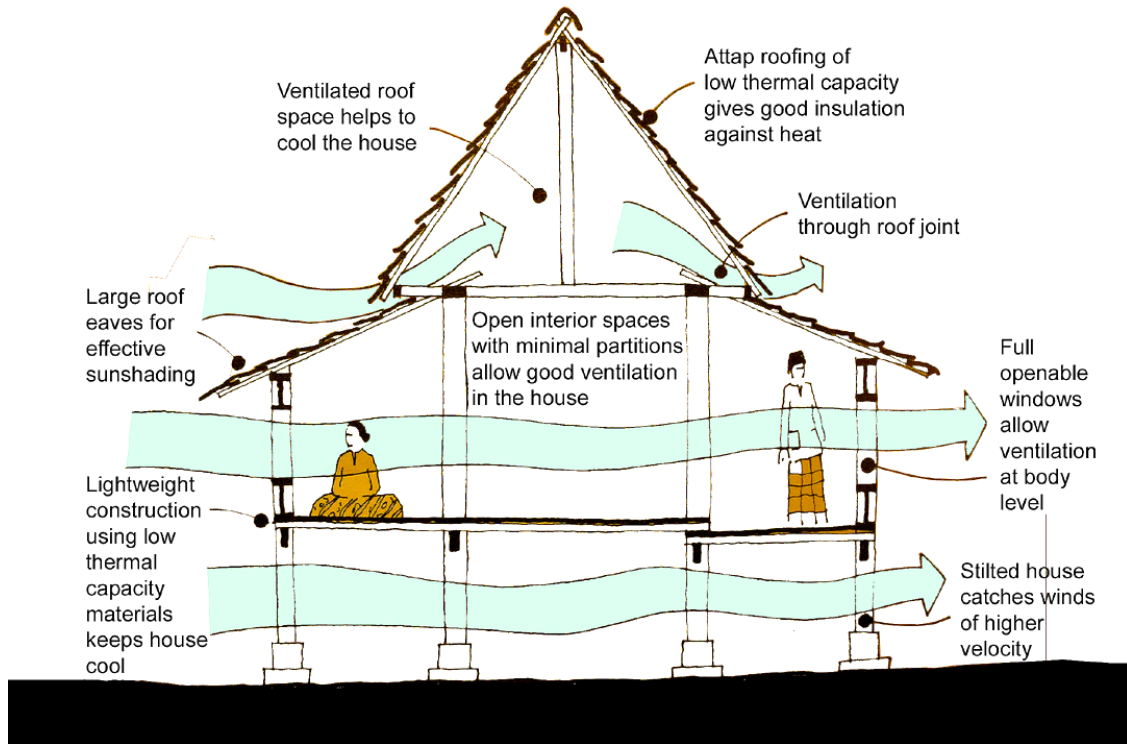 Ventilated roof
space helps to
cool the house
Attap roofing of
low thermal capacity
gives good insulation
against heat
Ventilation
through roof joint
Large roof
eaves for
effective
sunshading
Open interior spaces
with minimal partitions
allow good ventilation
in the house
Full
openable
windows
allow
ventilation
at body
level
Lightweight
construction
using low
thermal
capacity
materials
keeps house
cool
Stilted house
catches winds
of higher
velocity